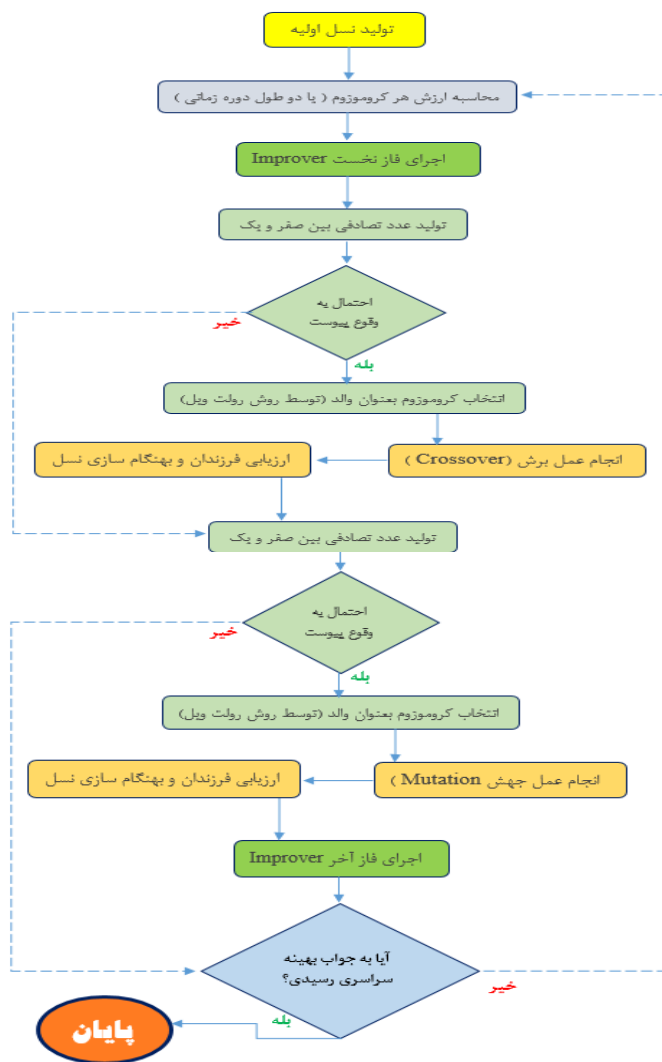 تولید نسل اولیه
محاسبه ارزش هر کروموزوم ( یا دو طول دوره زمانی )
اجرای فاز نخست Improver
تولید عدد تصادفی بین صفر و یک
احتمال یه
وقوع پیوست
خیر
بله
انتخاب کروموزوم بعنوان والد (توسط روش رولت ویل)
انجام عمل برش (Crossover )
ارزیابی فرزندان و بهنگام سازی نسل
تولید عدد تصادفی بین صفر و یک
احتمال یه
وقوع پیوست
خیر
بله
انتخاب کروموزوم بعنوان والد (توسط روش رولت ویل)
انجام عمل جهش Mutation )
ارزیابی فرزندان و بهنگام سازی نسل
اجرای فاز آخر Improver
آیا به جواب بهینه
سراسری رسیدی؟
خیر
بله
پایان